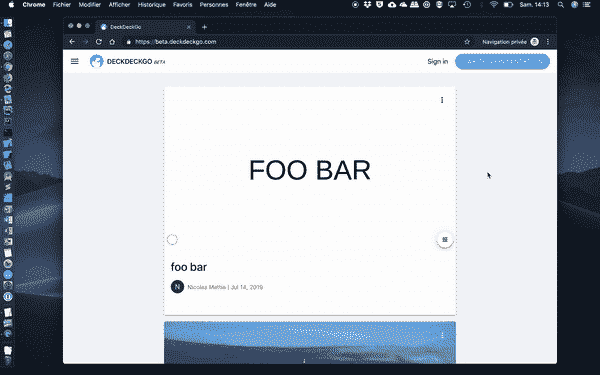 Chrome Fichier Modifier Afficher Historique Favoris Personnes Fenêtre Aide Sam. 14:13
DeckDeckGo
https://beta.deckdeckgo.com Navigation privée
DECKDECKGO BETA Sign in
FOO BAR
foo bar
N Nicolas Mattia | Jul 14, 2019